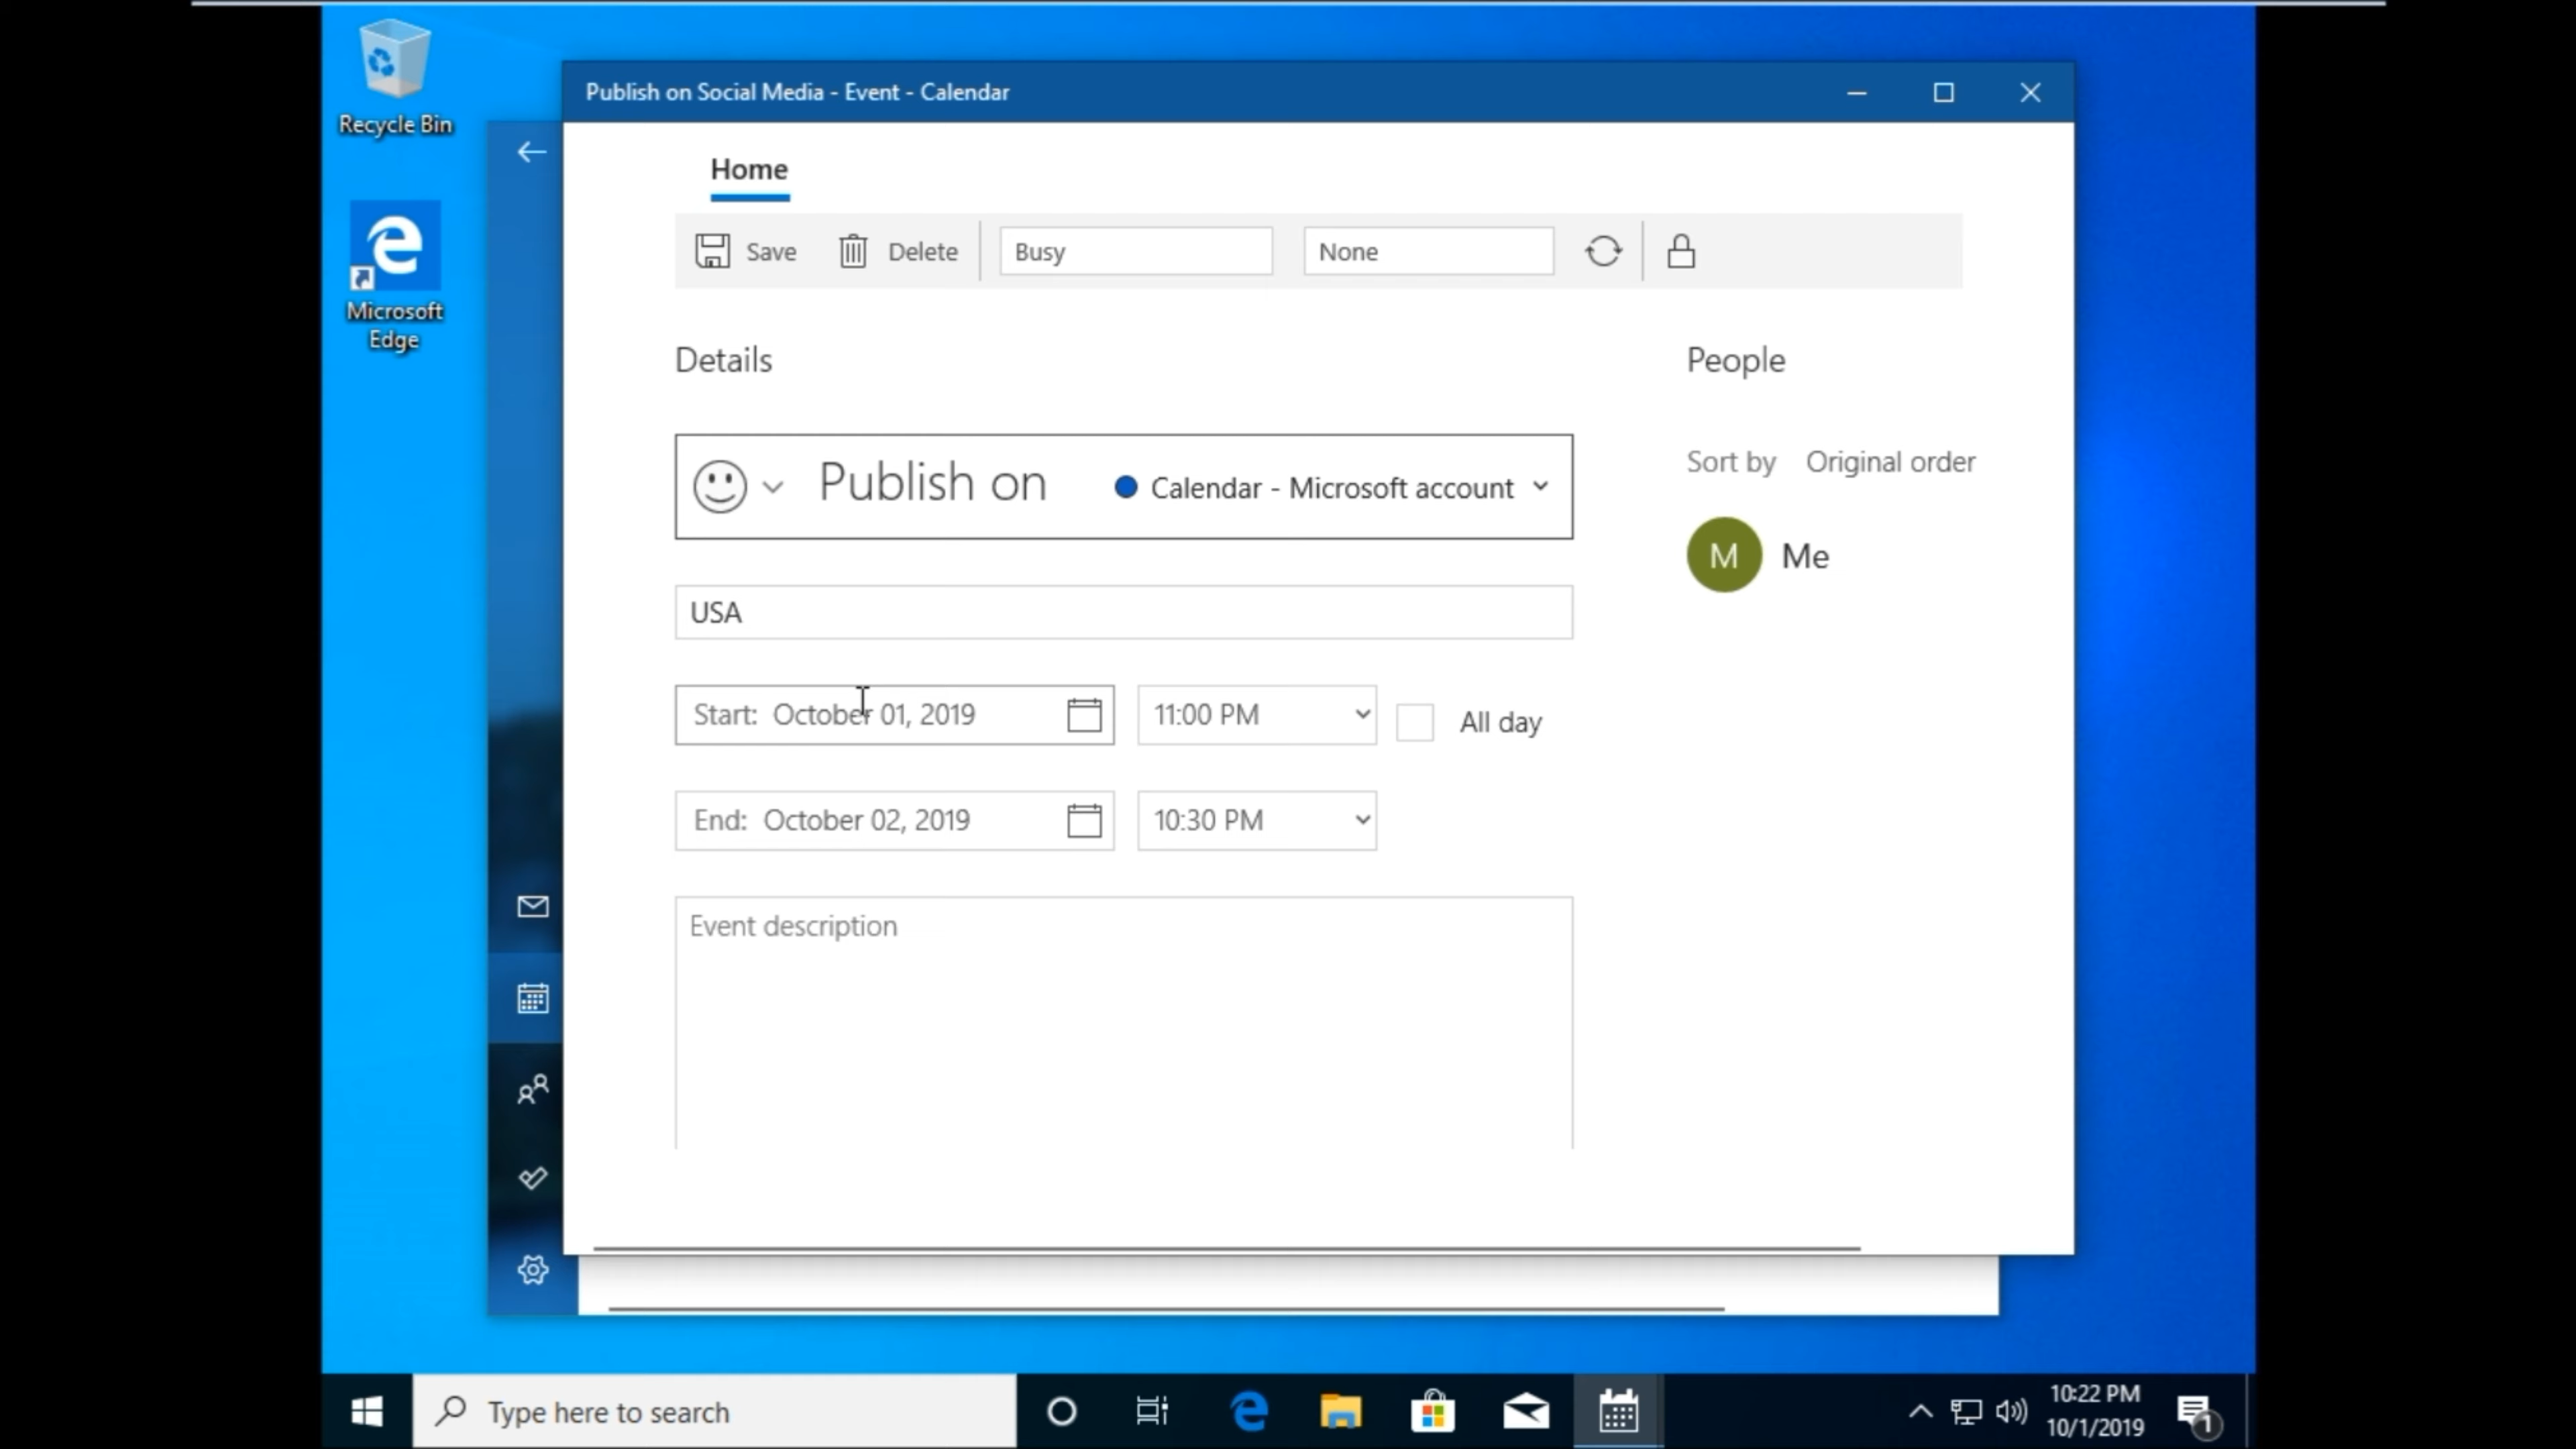 Recycle Bin
Microsoft
Edge
Publish on Social Media - Event - Calendar
Home
Save
Delete
Busy
None
Details
People
Publish on
Calendar - Microsoft account
Sort by Original order
M
Me
USA
Start: October 01, 2019
11:00 PM
All day
End: October 02, 2019
10:30 PM
Event description
Type here to search
10:22 PM
10/1/2019
1